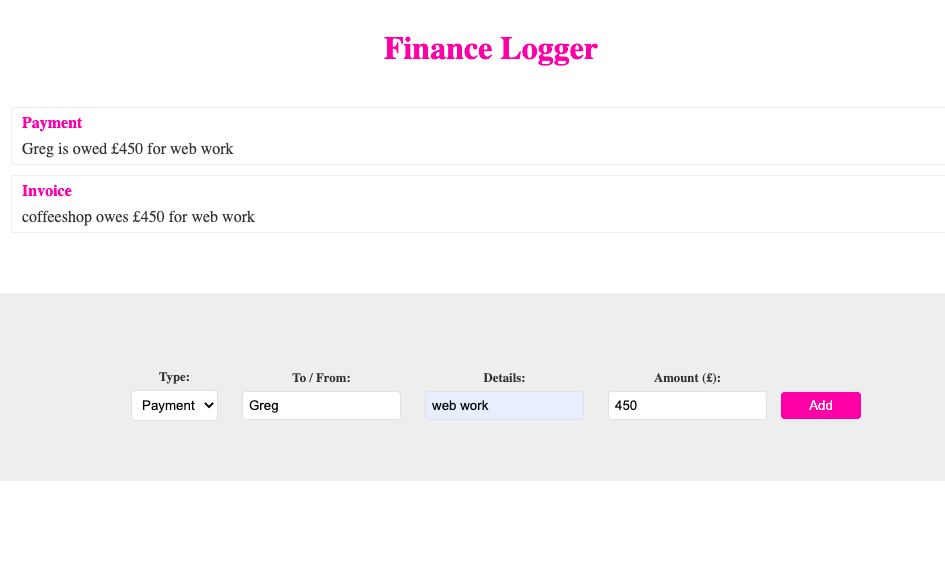 Finance Logger
Payment
Greg is owed £450 for web work
Invoice
coffeeshop owes £450 for web work
Type: To / From: Details: Amount (£):
Payment Greg web work 450 Add